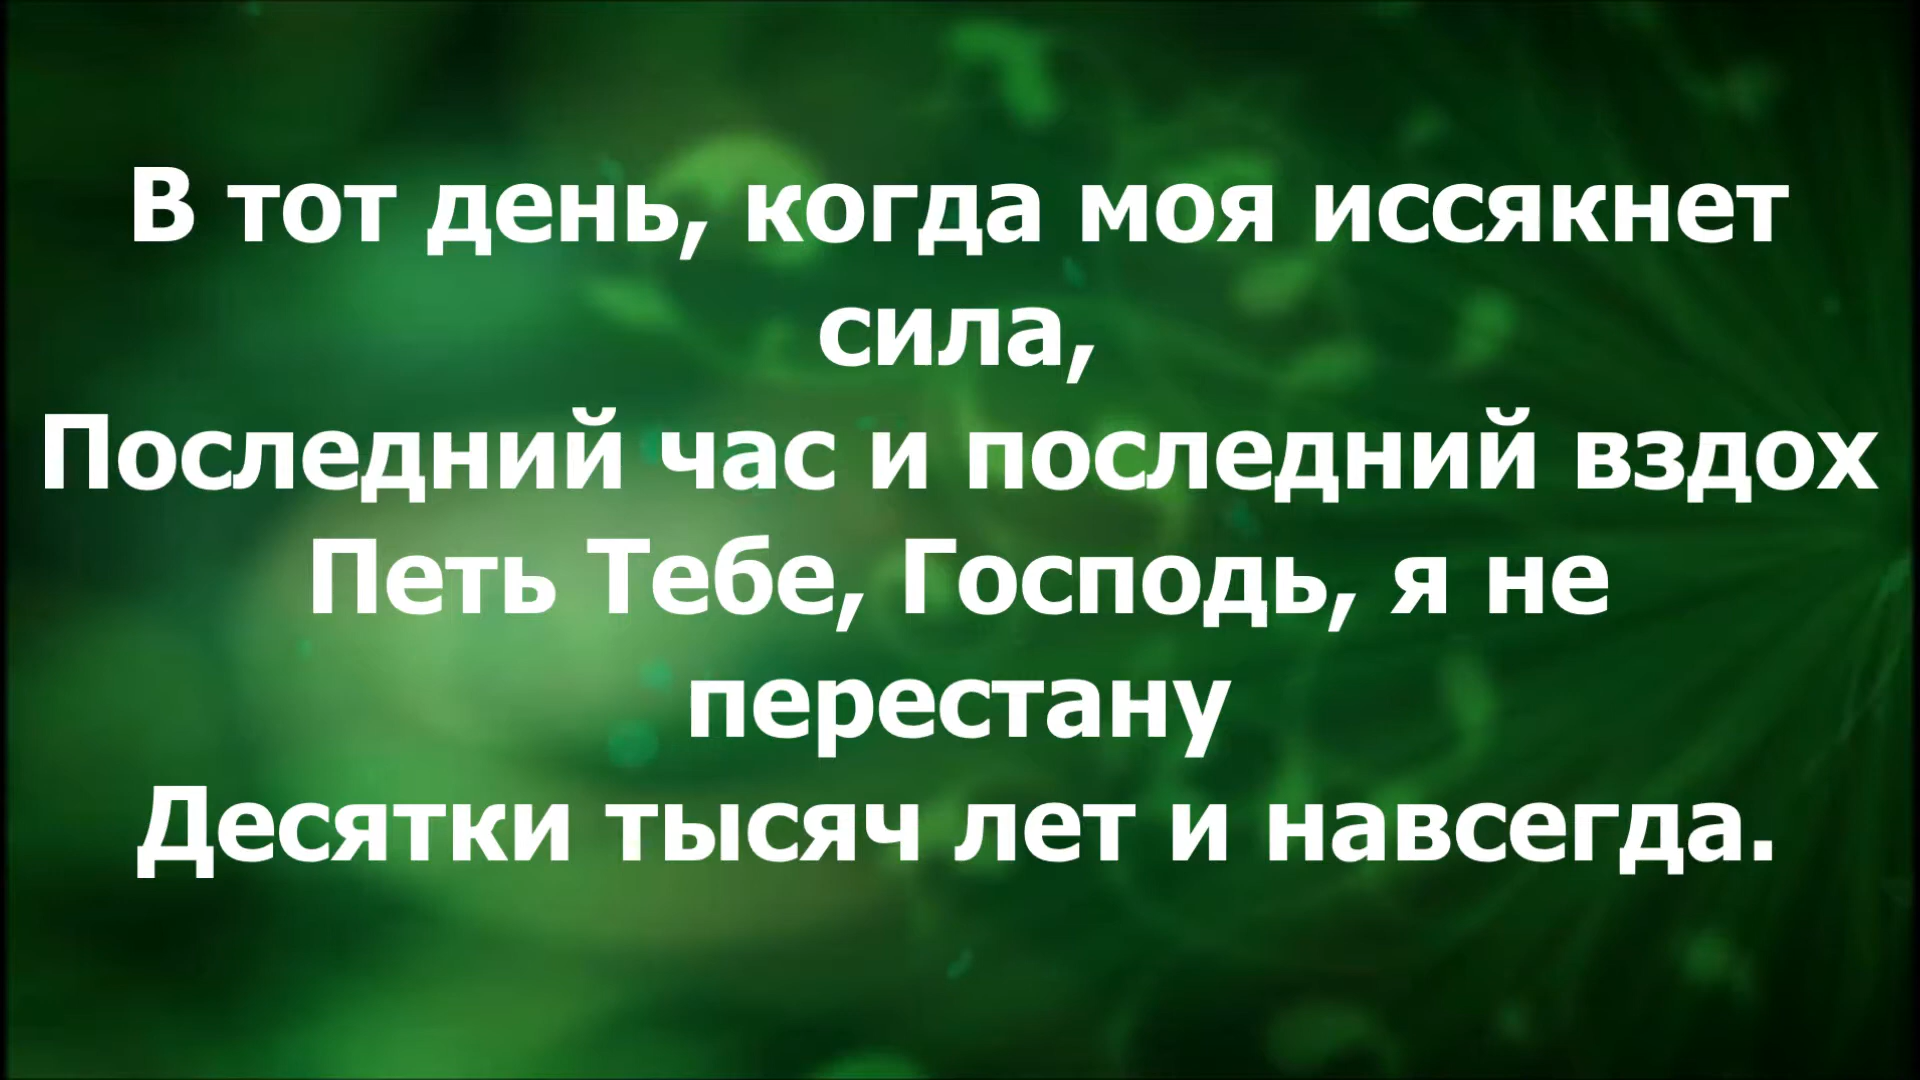 В тот день, когда моя иссякнет
сила,
Последний час и последний вздох
Петь Тебе, Господь, я не
перестану
Десятки тысяч лет и навсегда.